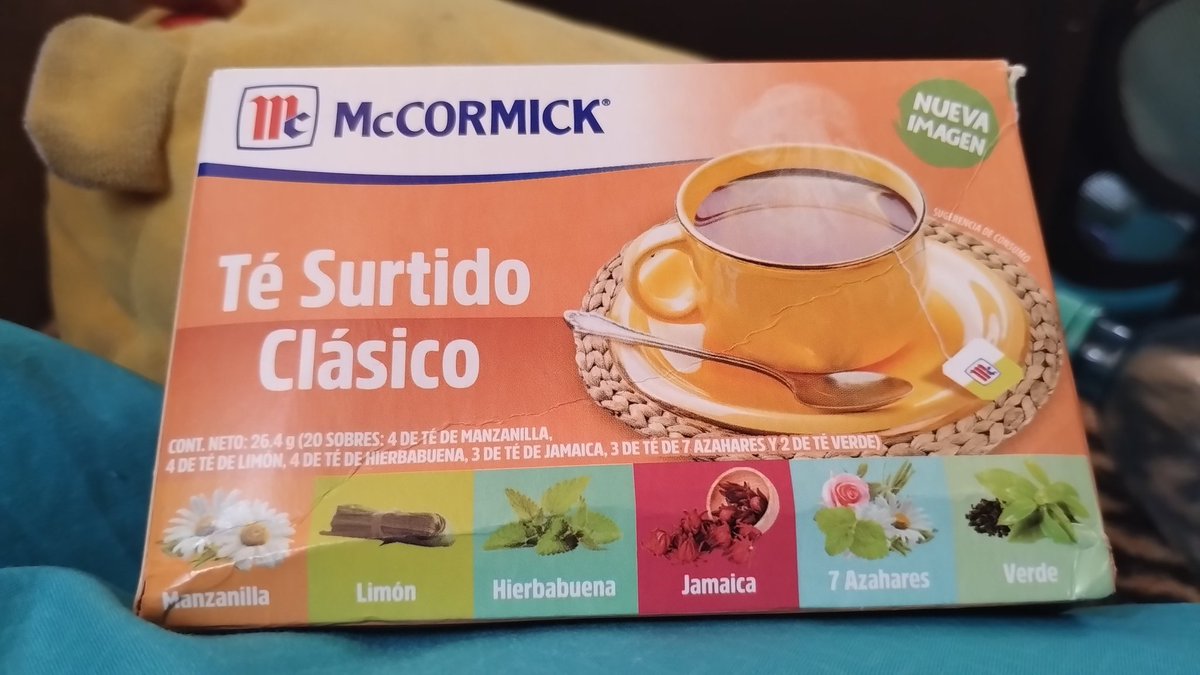 Mc McCORMICK®
NUEVA
IMAGEN
SUGERENCIA DE CONSUMO
Té Surtido
Clásico
Mc
CONT. NETO: 26.4 g (20 SOBRES: 4 DE TÉ DE MANZANILLA,
4 DE TÉ DE LIMÓN, 4 DE TÉ DE HIERBABUENA, 3 DE TÉ DE JAMAICA, 3 DE TÉ DE 7 AZAHARES Y 2 DE TÉ VERDE)
Manzanilla
Limón
Hierbabuena
Jamaica
7 Azahares
Verde